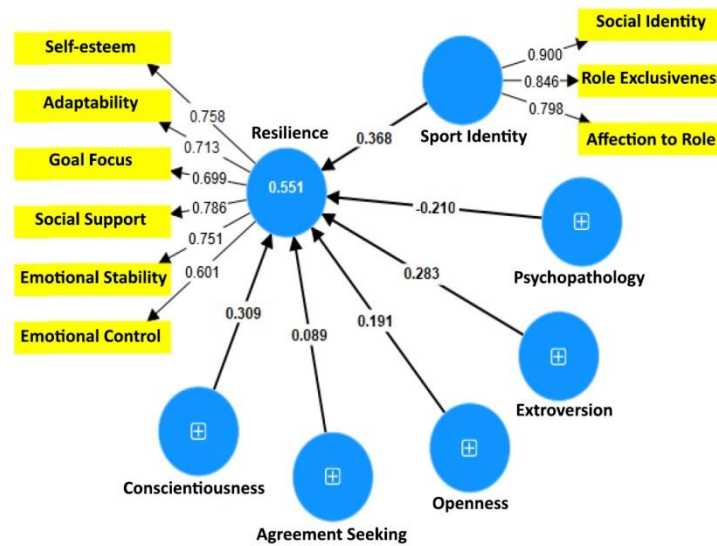 Self-esteem
Adaptability
Goal Focus
Social Support
Emotional Stability
Emotional Control
0.758
0.713
0.699
0.786
0.751
0.601
Resilience
0.551
Social Identity
Role Exclusivenes
Affection to Role
0.900
0.846
0.798
Sport Identity
0.368
-0.210
Psychopathology
0.283
Extroversion
0.191
Openness
0.089
Agreement Seeking
0.309
Conscientiousness